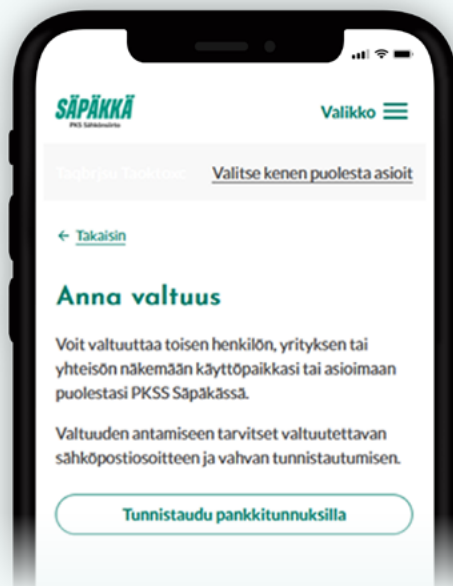 SÄPÄKKÄ
PKS Sähkönsiirto
Valikko
Valitse kenen puolesta asioit
← Takaisin
Anna valtuus
Voit valtuuttaa toisen henkilön, yrityksen tai
yhteisön näkemään käyttöpaikkasi tai asioimaan
puolestasi PKSS Säpäkässä.
Valtuuden antamiseen tarvitset valtuutettavan
sähköpostiosoitteen ja vahvan tunnistautumisen.
Tunnistaudu pankkitunnuksilla